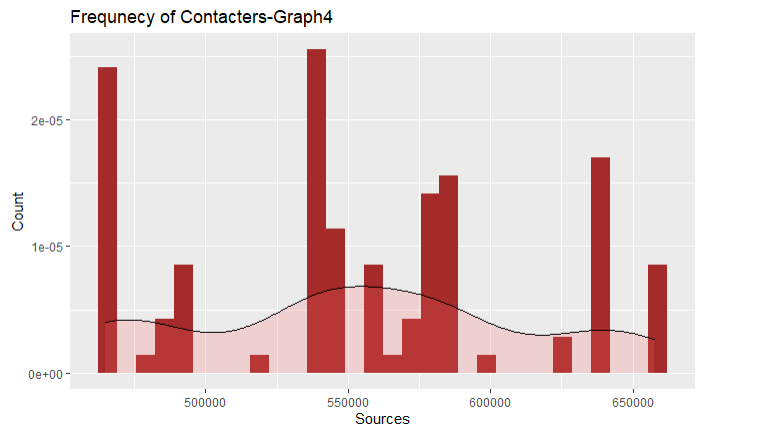 Frequnecy of Contacters-Graph4
2e-05
1e-05
0e+00
Count
500000 550000 600000 650000
Sources